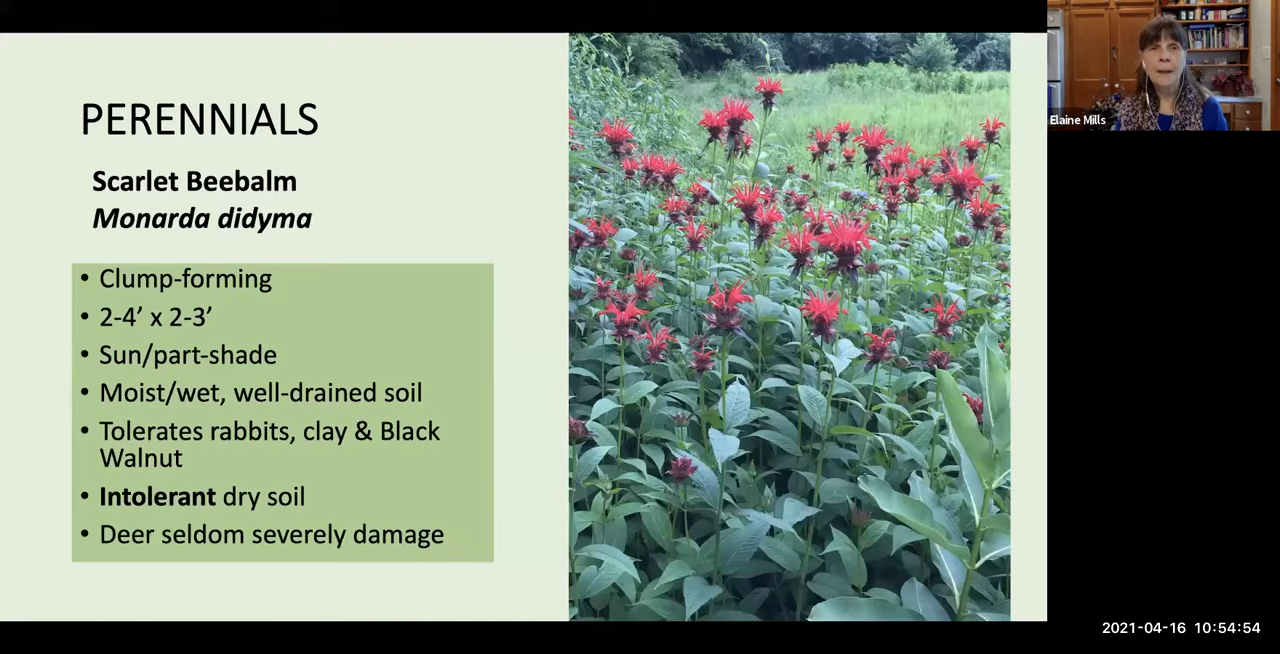 PERENNIALS
Scarlet Beebalm
Monarda didyma
• Clump-forming
• 2-4’ x 2-3’
• Sun/part-shade
• Moist/wet, well-drained soil
• Tolerates rabbits, clay & Black
Walnut
• Intolerant dry soil
• Deer seldom severely damage
Elaine Mills
2021-04-16 10:54:54